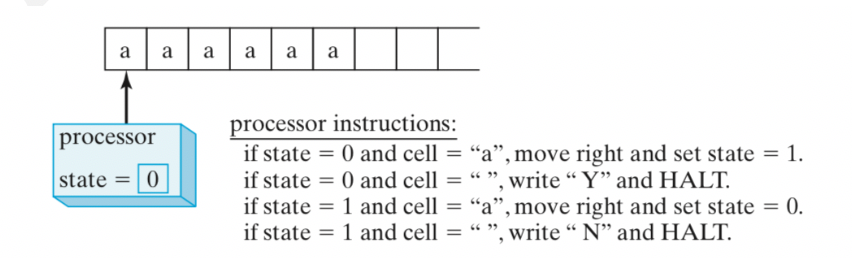 a a a a a a
processor
state = 0
processor instructions:
if state = 0 and cell = “a”, move right and set state = 1.
if state = 0 and cell = “ ”, write “ Y” and HALT.
if state = 1 and cell = “a”, move right and set state = 0.
if state = 1 and cell = “ ”, write “ N” and HALT.